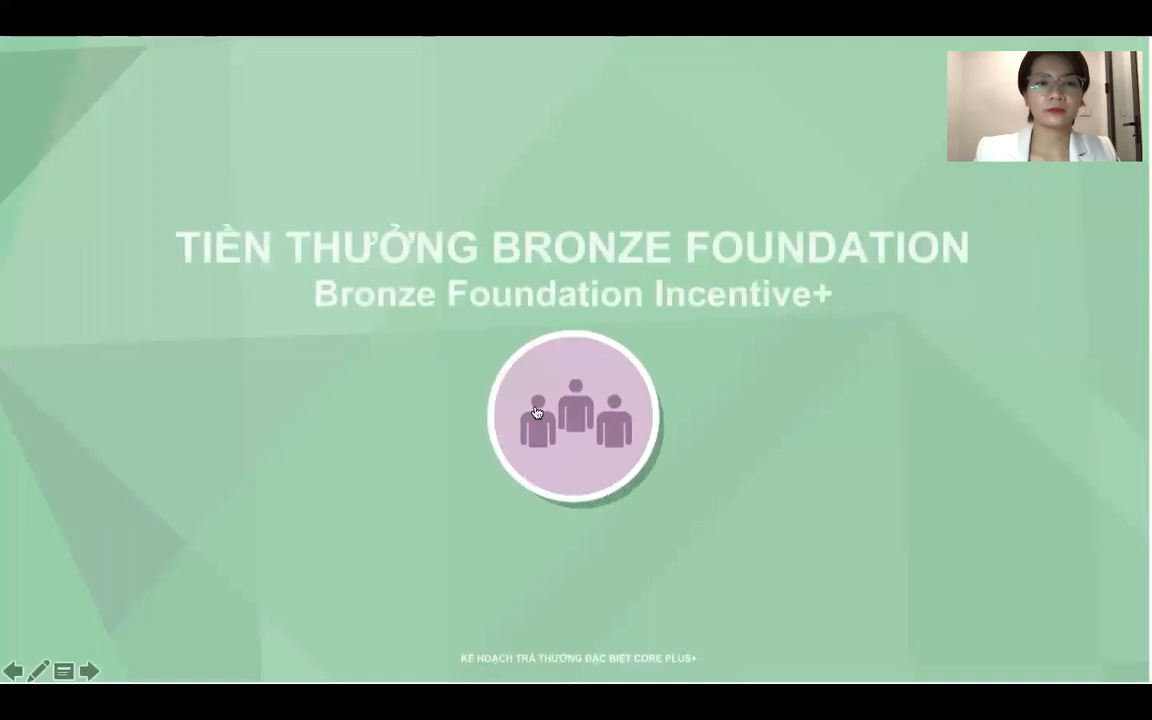 TIỀN THƯỞNG BRONZE FOUNDATION
Bronze Foundation Incentive+
KẾ HOẠCH TRẢ THƯỞNG ĐẶC BIỆT CORE PLUS+